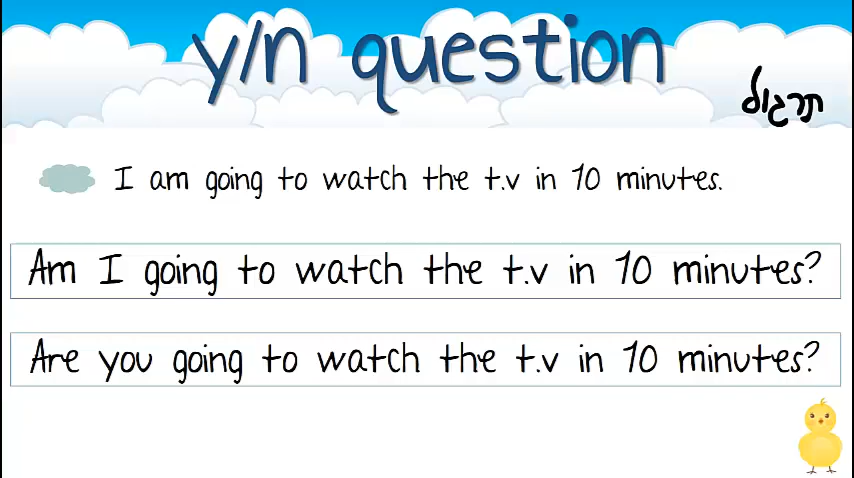 y/n question
תרגול
I am going to watch the t.v in 10 minutes.
Am I going to watch the t.v in 10 minutes?
Are you going to watch the t.v in 10 minutes?